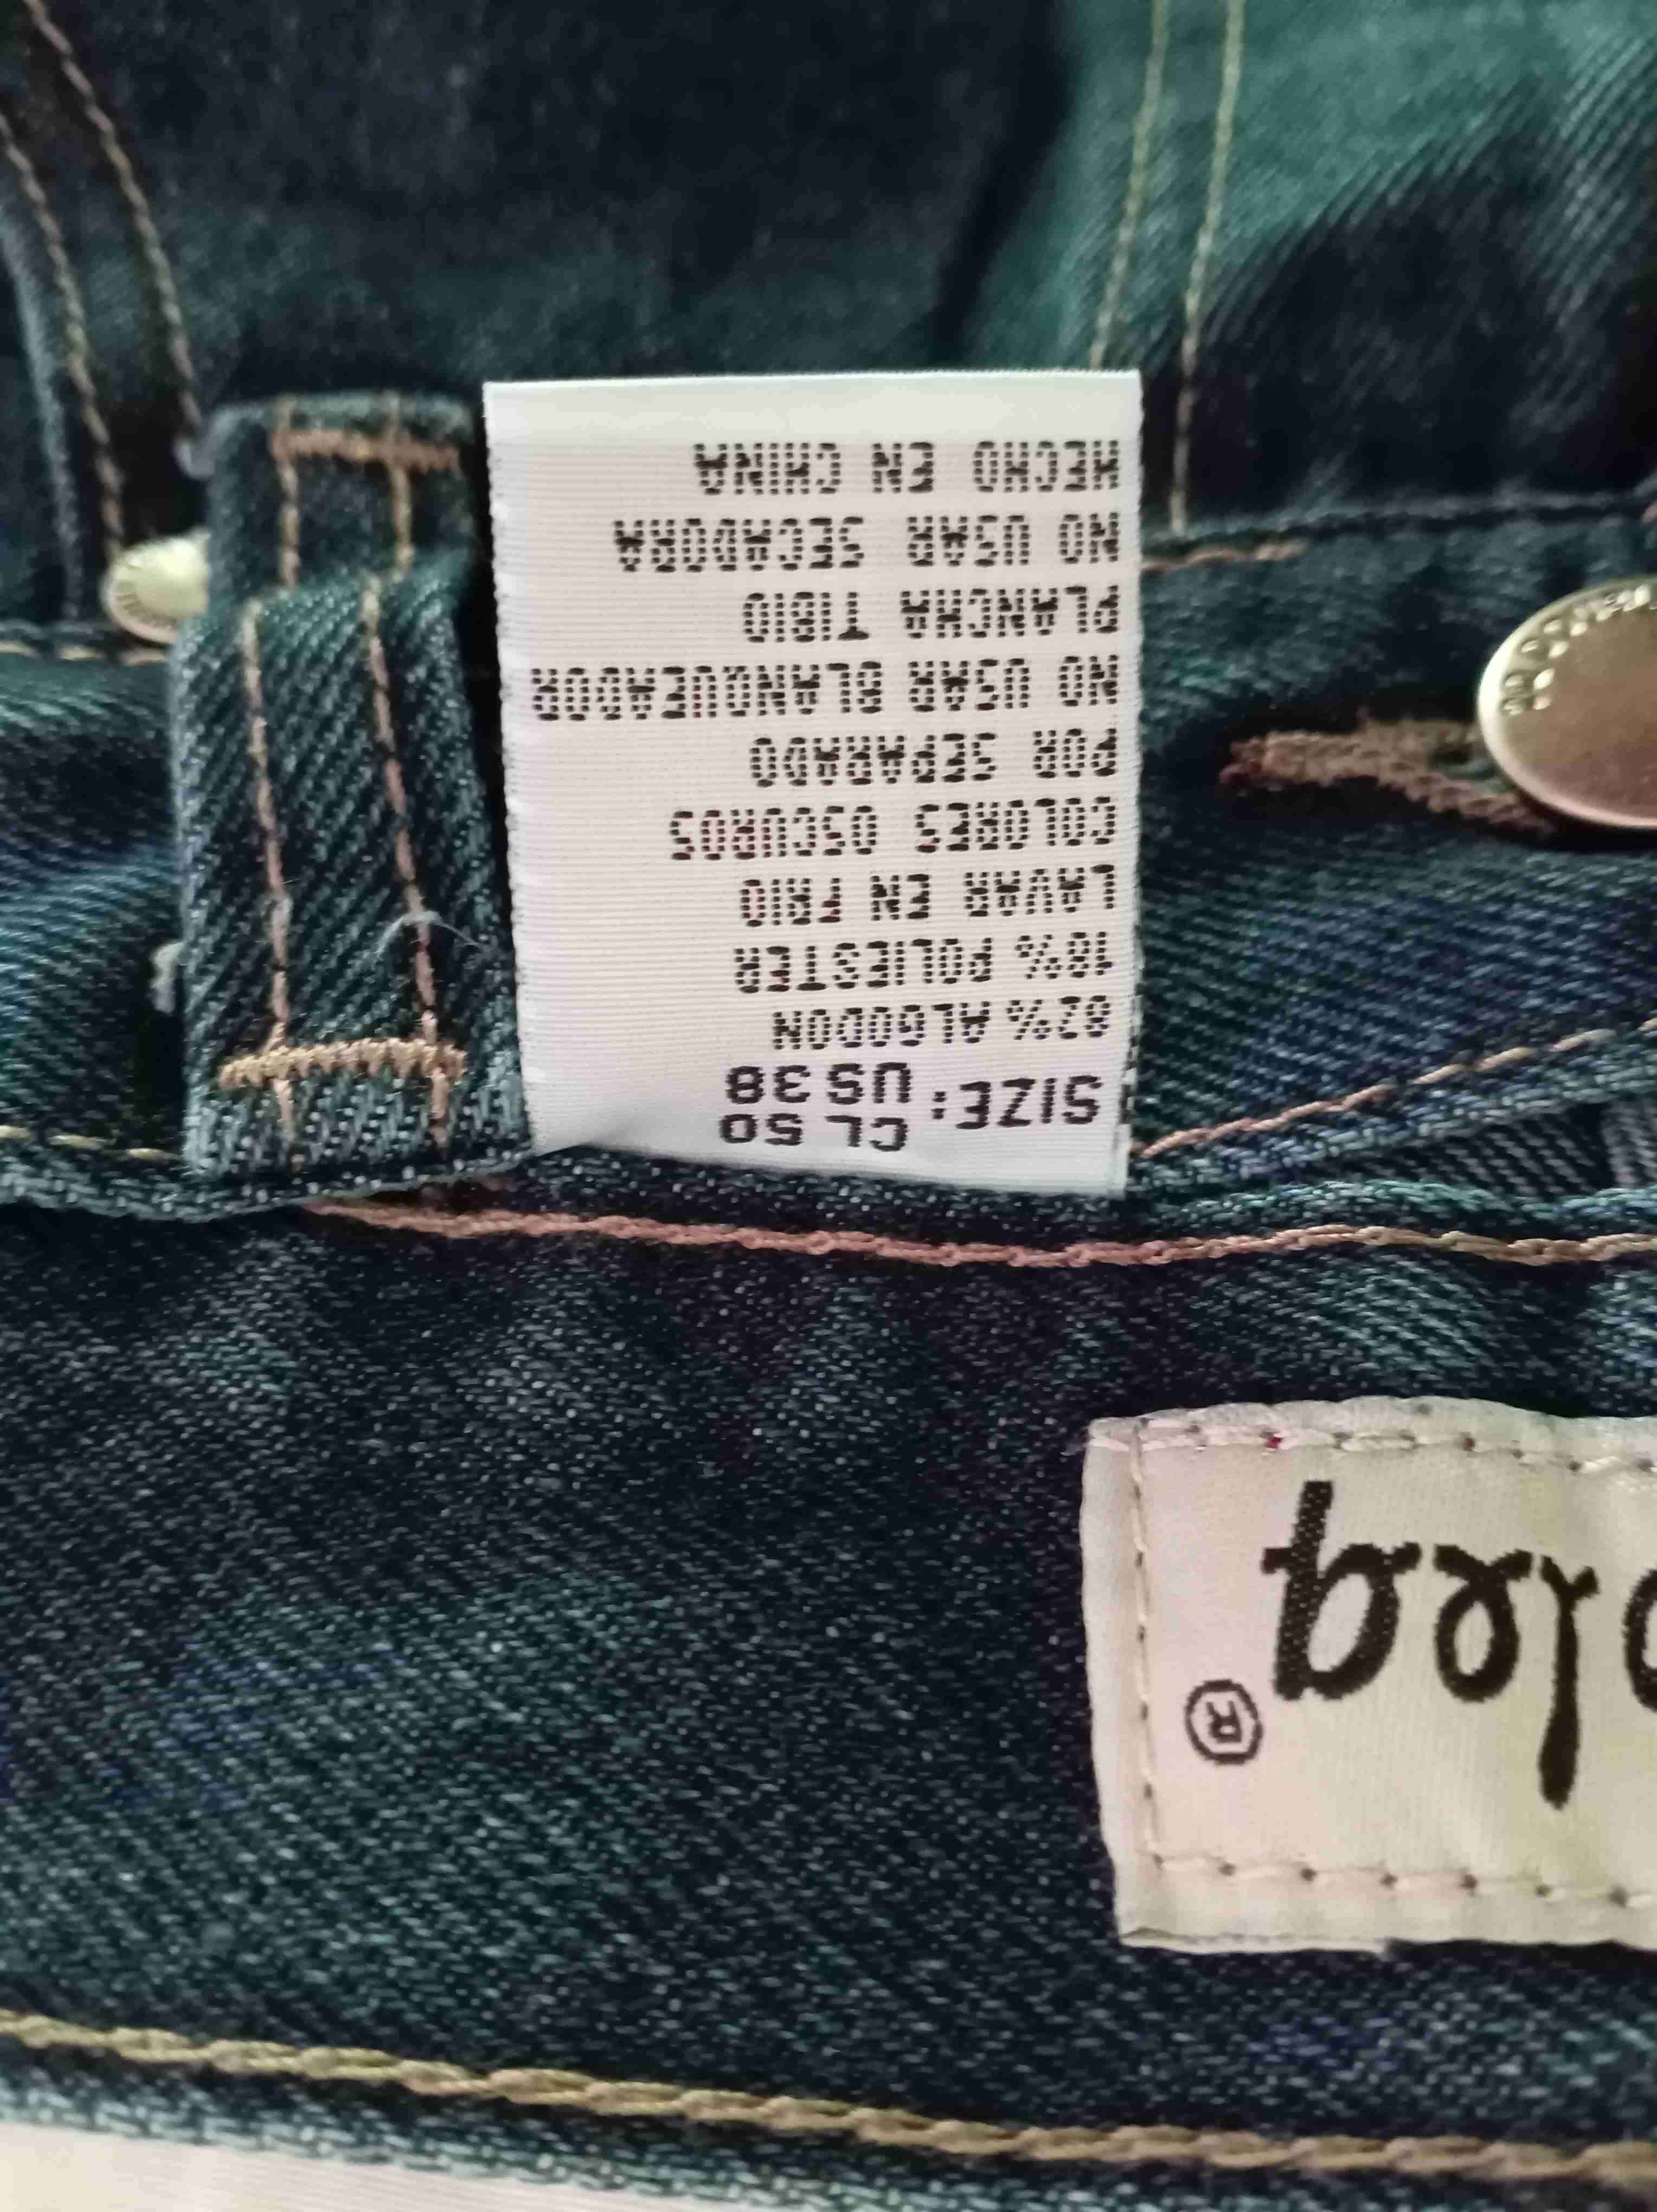 CL 50
SIZE: US 38
82% ALGODON
18% POLIESTER
LAVAR EN FRIO
COLORES OSCUROS
POR SEPARADO
NO USAR BLANQUEADOR
PLANCHA TIBIO
NO USAR SECADORA
HECHO EN CHINA
®